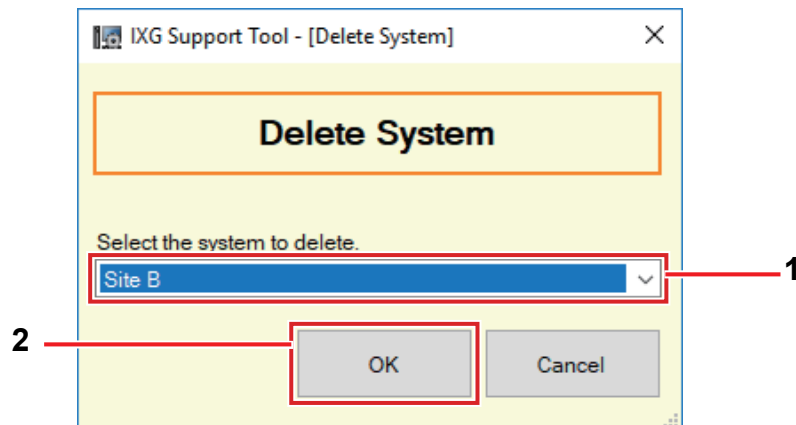 IXG Support Tool - [Delete System]
Delete System
Select the system to delete.
Site B
1
2
OK
Cancel